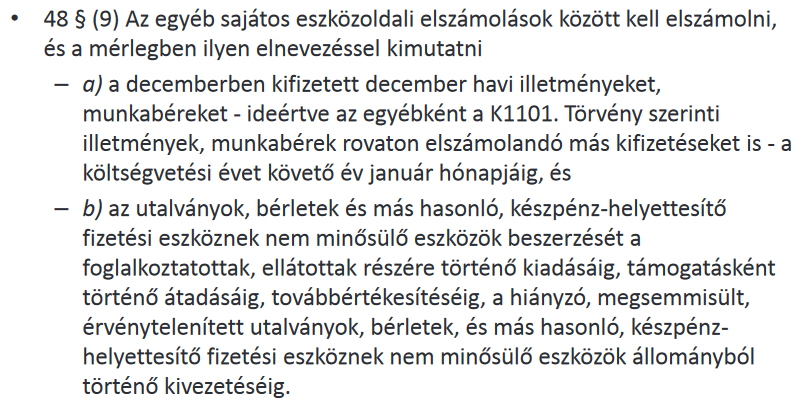 • 48 § (9) Az egyéb sajátos eszközoldali elszámolások között kell elszámolni,
és a mérlegben ilyen elnevezéssel kimutatni
– a) a decemberben kifizetett december havi illetményeket,
munkabéreket - ideértve az egyébként a K1101. Törvény szerinti
illetmények, munkabérek rovaton elszámolandó más kifizetéseket is - a
költségvetési évet követő év január hónapjáig, és
– b) az utalványok, bérletek és más hasonló, készpénz-helyettesítő
fizetési eszköznek nem minősülő eszközök beszerzését a
foglalkoztatottak, ellátottak részére történő kiadásáig, támogatásként
történő átadásáig, továbbértékesítéséig, a hiányzó, megsemmisült,
érvénytelenített utalványok, bérletek, és más hasonló, készpénz-
helyettesítő fizetési eszköznek nem minősülő eszközök állományból
történő kivezetéséig.